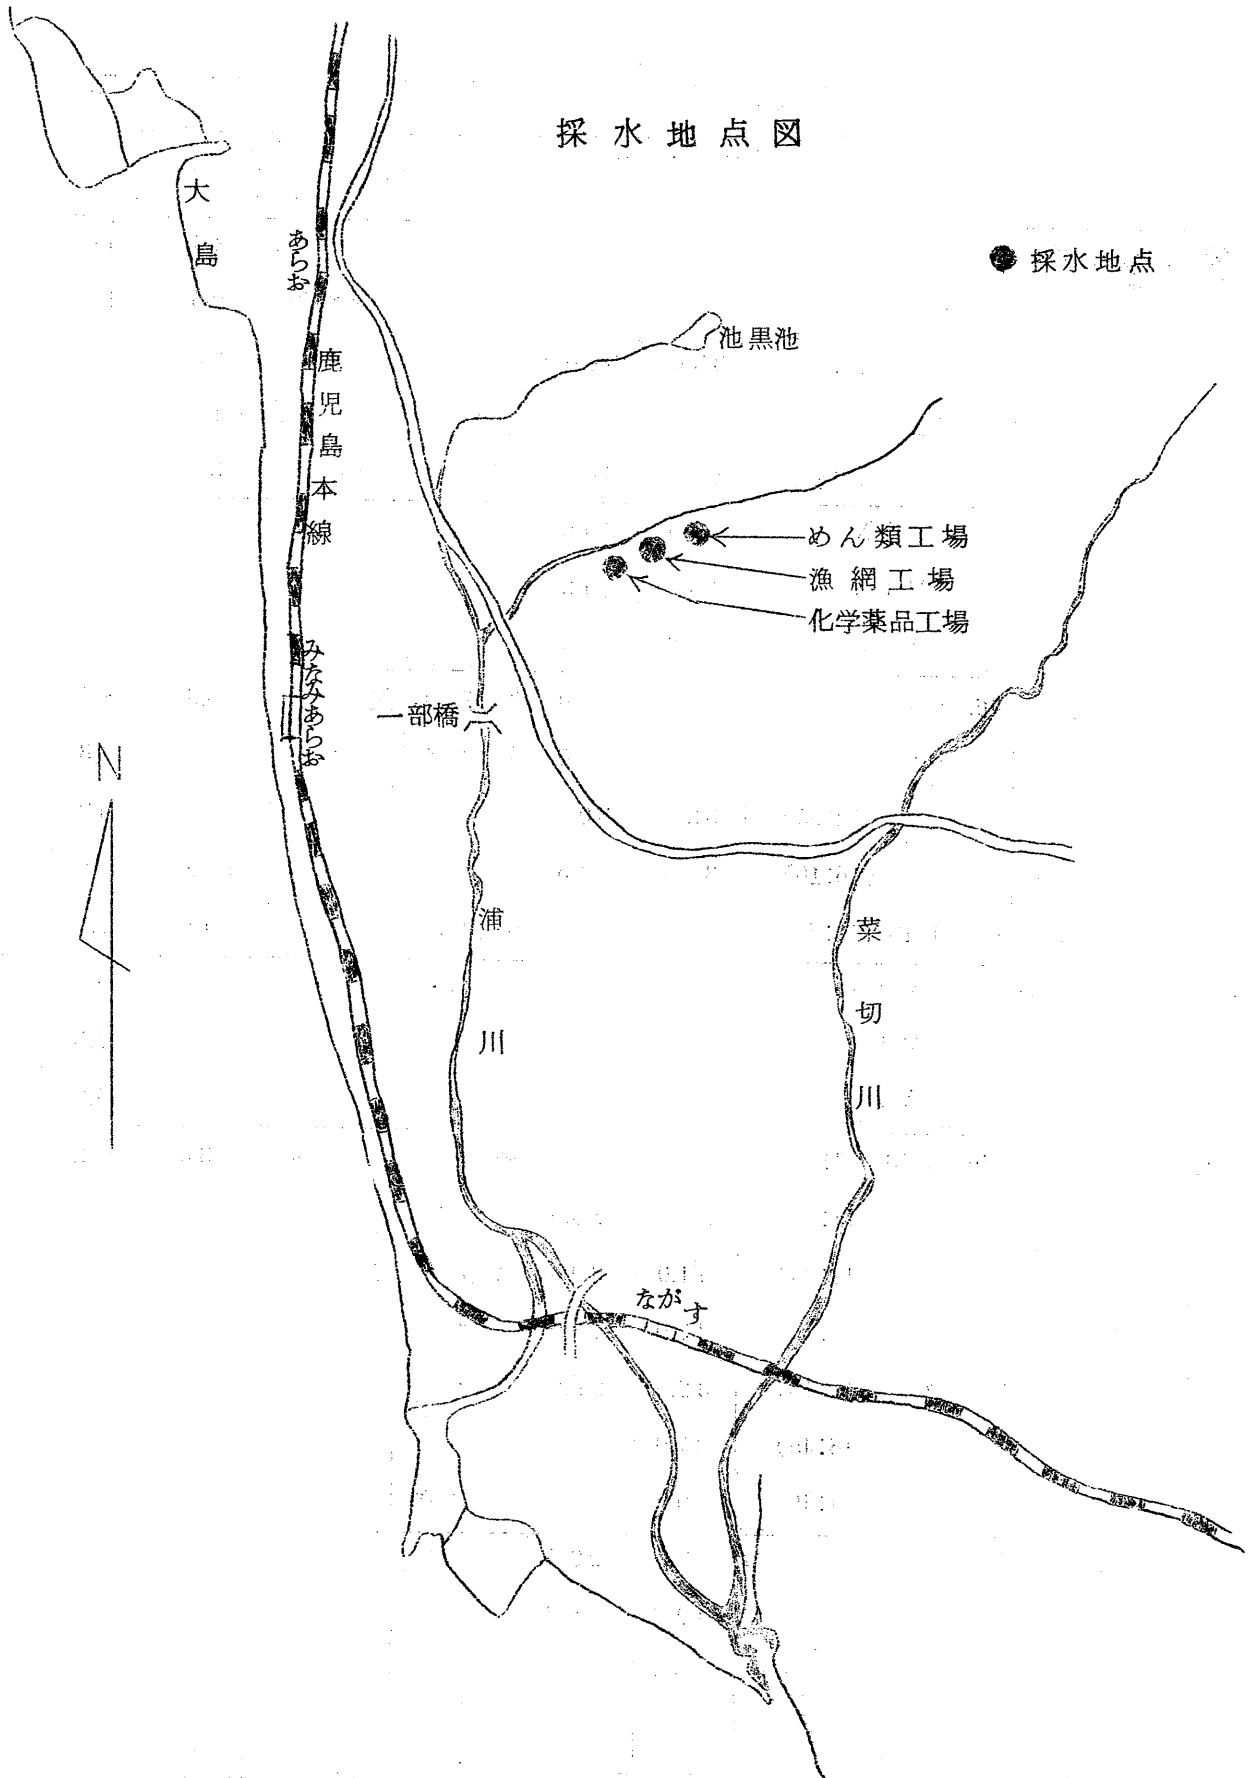 採水地点図
大島
あらお
採水地点
池黒池
鹿児島本線
めん類工場
漁網工場
化学薬品工場
みなみあらお
一部橋
N
浦川
菜切川
ながす